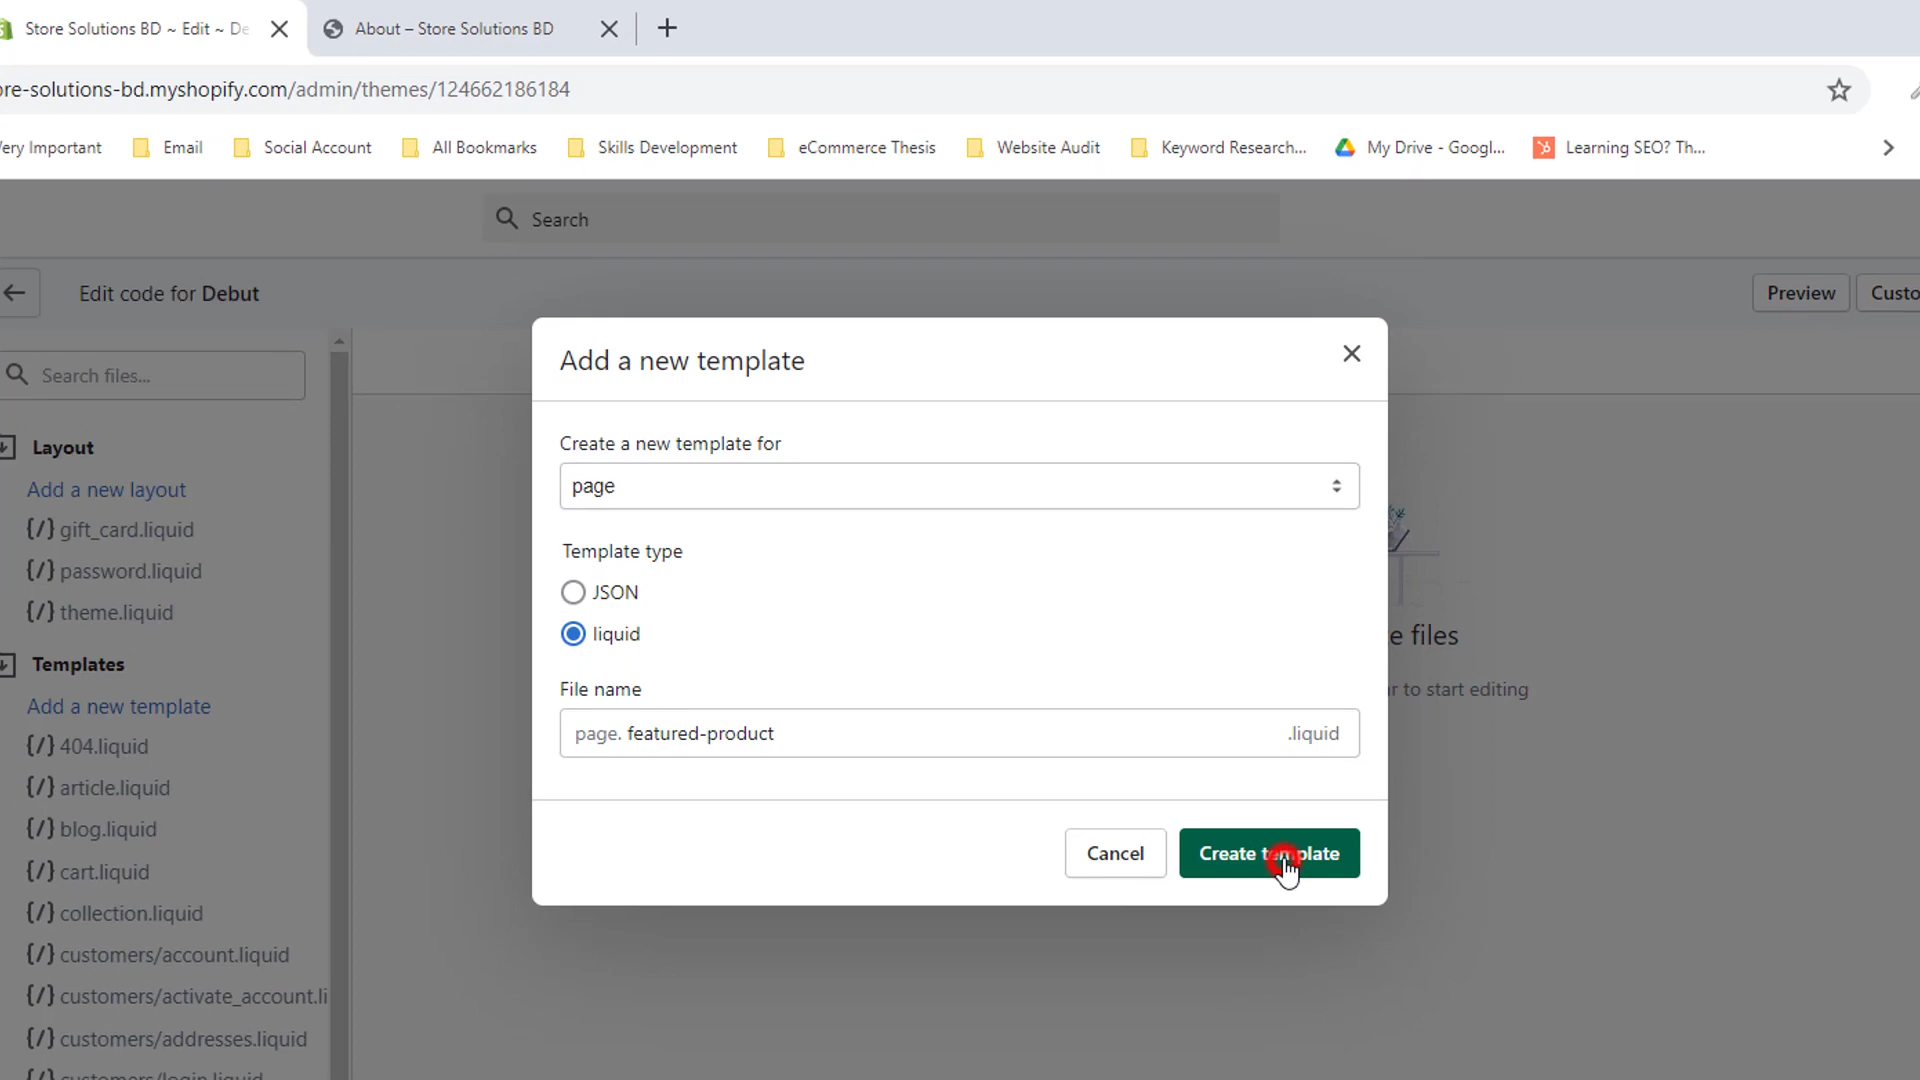 Store Solutions BD ~ Edit ~ De
About – Store Solutions BD
ore-solutions-bd.myshopify.com/admin/themes/124662186184
Very Important
Email
Social Account
All Bookmarks
Skills Development
eCommerce Thesis
Website Audit
Keyword Research...
My Drive - Googl...
Learning SEO? Th...
Search
Edit code for Debut
Preview
Custo
Search files...
Layout
Add a new layout
{/} gift_card.liquid
{/} password.liquid
{/} theme.liquid
Templates
Add a new template
{/} 404.liquid
{/} article.liquid
{/} blog.liquid
{/} cart.liquid
{/} collection.liquid
{/} customers/account.liquid
{/} customers/activate_account.li
{/} customers/addresses.liquid
{/} customers/login.liquid
Add a new template
Create a new template for
page
Template type
JSON
liquid
File name
page. featured-product .liquid
Cancel
Create template
e files
r to start editing